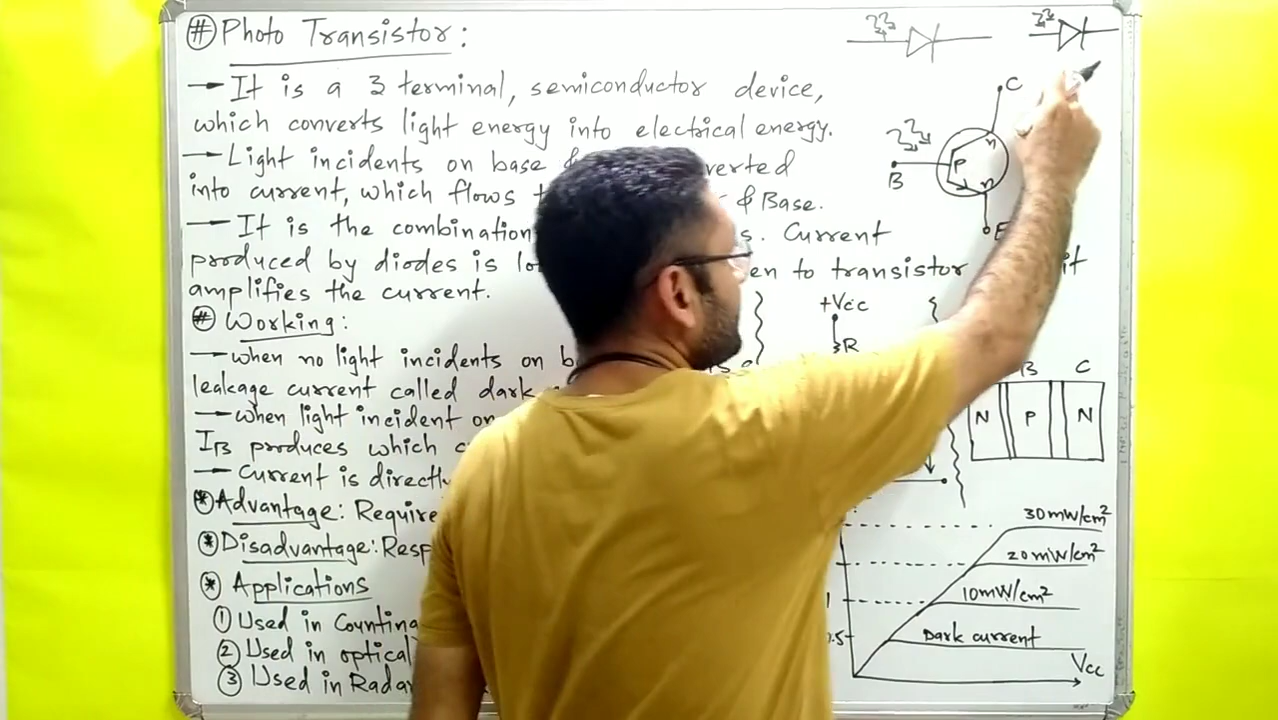 # Photo Transistor:
→ It is a 3 terminal, semiconductor device,
which converts light energy into electrical energy.
→ Light incidents on base verted
into current, which flows & Base.
→ It is the combination s. Current
produced by diodes is en to transistor it
amplifies the current.
# Working:
→ when no light incidents on
leakage current called dark
→ when light incident on
IB produces which
→ Current is directly
* Advantage: Require
* Disadvantage: Resp
* Applications
① Used in Counting
② Used in optical
③ Used in Radar
C
n
P
B
n
E
+Vcc
R
B C
N P N
30mW/cm²
20mW/cm²
10mW/cm²
Dark current
Vcc